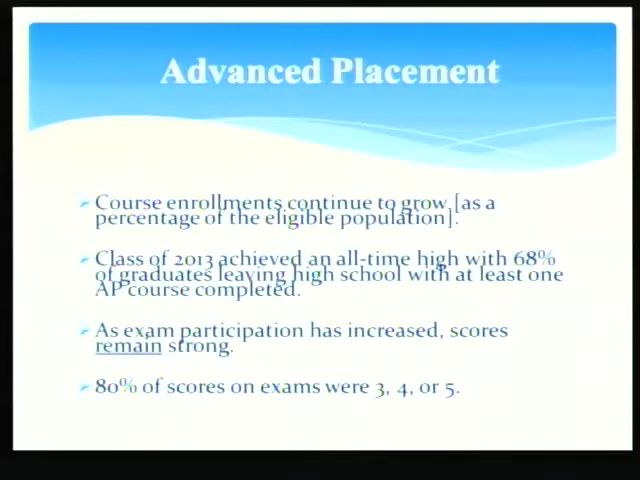 Advanced Placement
Course enrollments continue to grow [as a
percentage of the eligible population].
Class of 2013 achieved an all-time high with 68%
of graduates leaving high school with at least one
AP course completed.
As exam participation has increased, scores
remain strong.
80% of scores on exams were 3, 4, or 5.